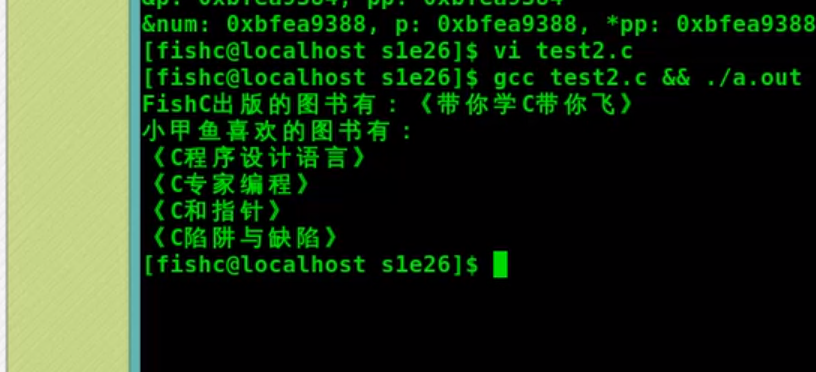 &num: 0xbfea9388, p: 0xbfea9388, *pp: 0xbfea9388
[fishc@localhost s1e26]$ vi test2.c
[fishc@localhost s1e26]$ gcc test2.c && ./a.out
FishC出版的图书有：《带你学C带你飞》
小甲鱼喜欢的图书有：
《C程序设计语言》
《C专家编程》
《C和指针》
《C陷阱与缺陷》
[fishc@localhost s1e26]$